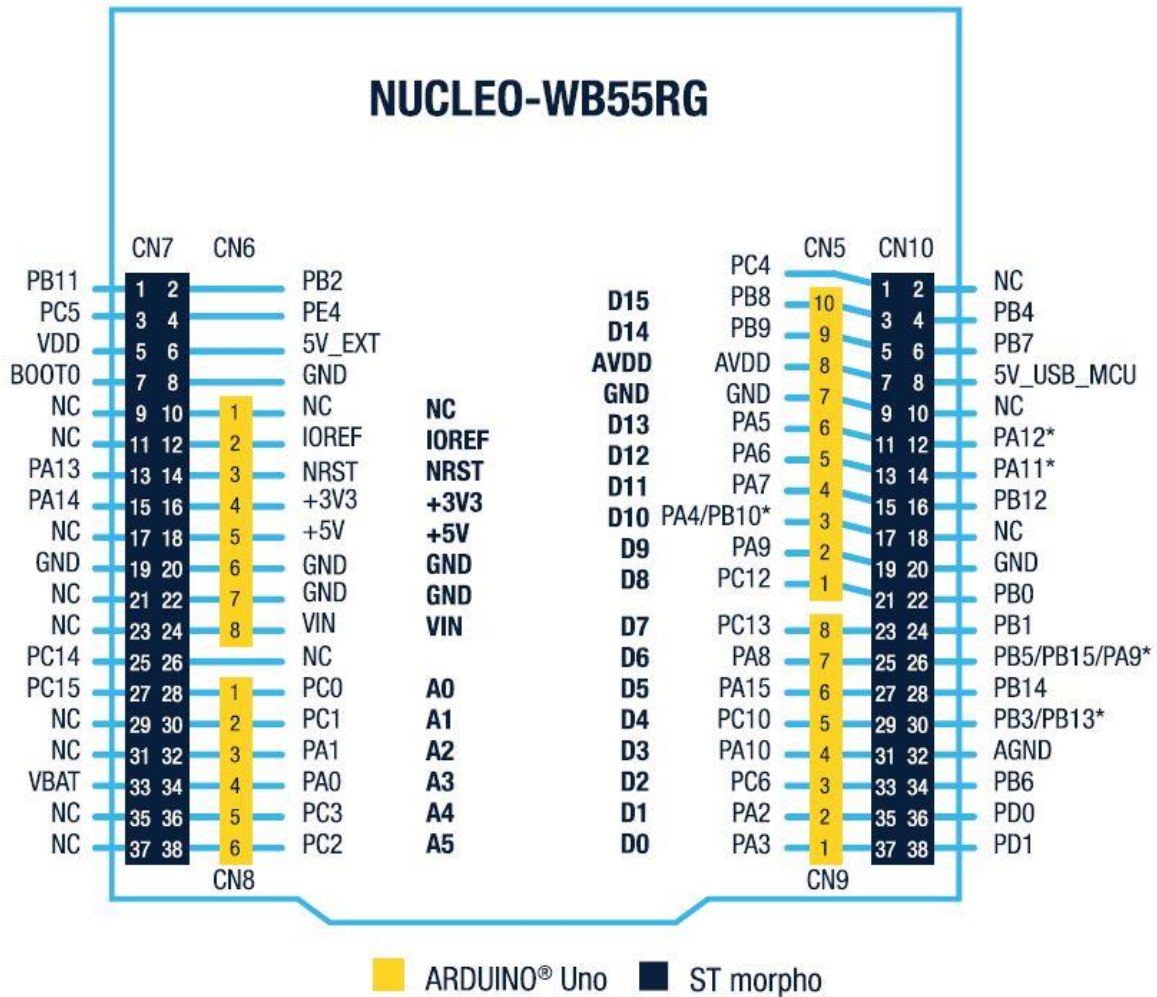 NUCLEO-WB55RG
CN7 CN6 CN5 CN10
PC4
PB11 1 2 PB2 D15 PB8 10 1 2 NC
PC5 3 4 PE4 D14 PB9 9 3 4 PB4
VDD 5 6 5V_EXT AVDD AVDD 8 5 6 PB7
BOOT0 7 8 GND GND GND 7 7 8 5V_USB_MCU
NC 9 10 1 NC NC D13 PA5 6 9 10 NC
NC 11 12 2 IOREF IOREF D12 PA6 5 11 12 PA12*
PA13 13 14 3 NRST NRST D11 PA7 4 13 14 PA11*
PA14 15 16 4 +3V3 +3V3 D10 PA4/PB10* 3 15 16 PB12
NC 17 18 5 +5V +5V D9 PA9 2 17 18 NC
GND 19 20 6 GND GND D8 PC12 1 19 20 GND
NC 21 22 7 GND GND 21 22 PB0
NC 23 24 8 VIN VIN D7 PC13 8 23 24 PB1
PC14 25 26 NC D6 PA8 7 25 26 PB5/PB15/PA9*
PC15 27 28 1 PC0 A0 D5 PA15 6 27 28 PB14
NC 29 30 2 PC1 A1 D4 PC10 5 29 30 PB3/PB13*
NC 31 32 3 PA1 A2 D3 PA10 4 31 32 AGND
VBAT 33 34 4 PA0 A3 D2 PC6 3 33 34 PB6
NC 35 36 5 PC3 A4 D1 PA2 2 35 36 PD0
NC 37 38 6 PC2 A5 D0 PA3 1 37 38 PD1
CN8 CN9
ARDUINO® Uno ST morpho